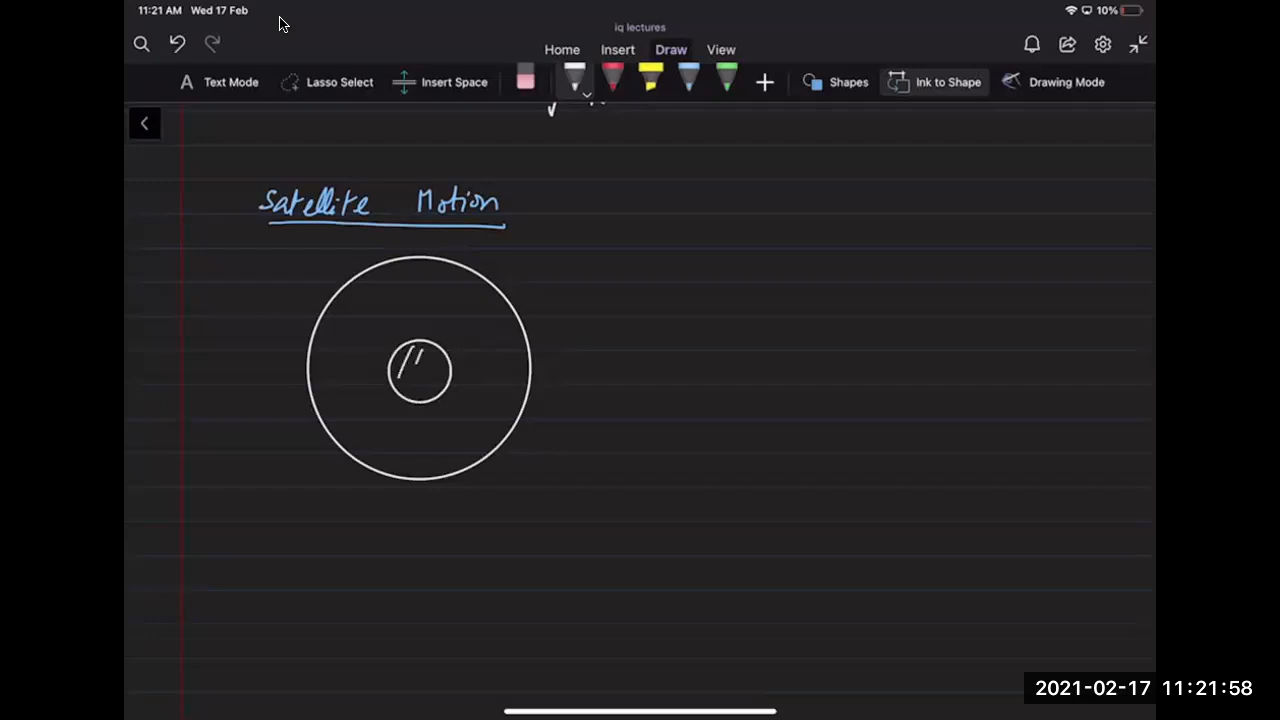 11:21 AM Wed 17 Feb
10%
iq lectures
Home Insert Draw View
Text Mode Lasso Select Insert Space Shapes Ink to Shape Drawing Mode
Satellite Motion
2021-02-17 11:21:58